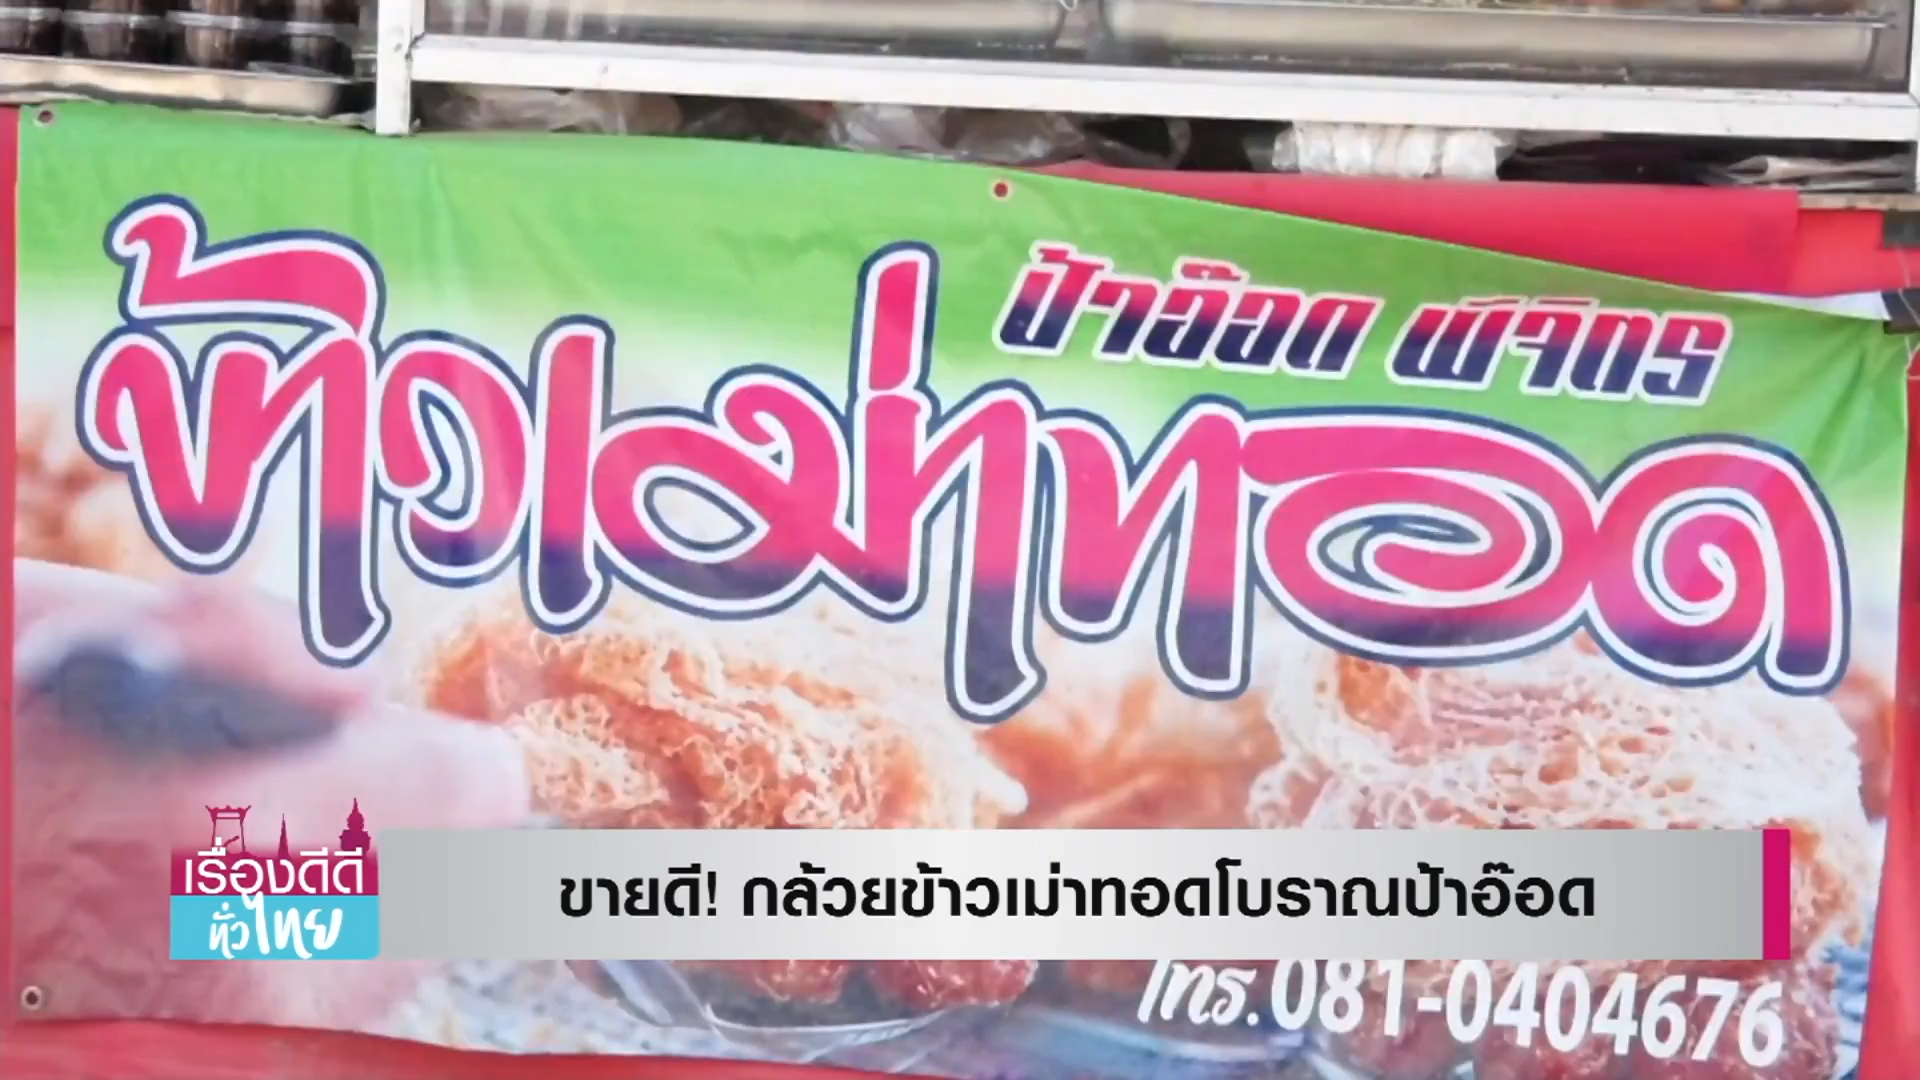 ป้าอ๊อด พิจิตร
ข้าวเม่าทอด
เรื่องดีดี
ทั่วไทย
ขายดี! กล้วยข้าวเม่าทอดโบราณป้าอ๊อด
โทร.081-0404676